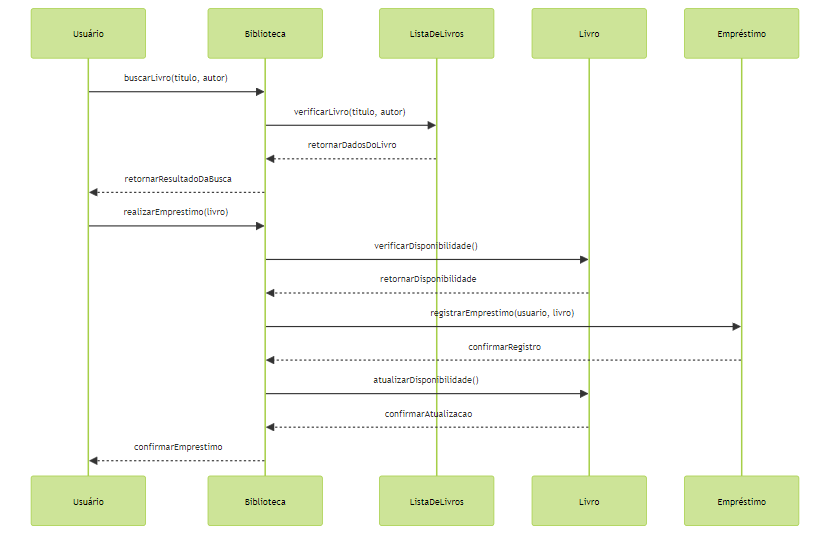 Usuário
Biblioteca
ListaDeLivros
Livro
Empréstimo
buscarLivro(titulo, autor)
verificarLivro(titulo, autor)
retornarDadosDoLivro
retornarResultadoDaBusca
realizarEmprestimo(livro)
verificarDisponibilidade()
retornarDisponibilidade
registrarEmprestimo(usuario, livro)
confirmarRegistro
atualizarDisponibilidade()
confirmarAtualizacao
confirmarEmprestimo
Usuário
Biblioteca
ListaDeLivros
Livro
Empréstimo